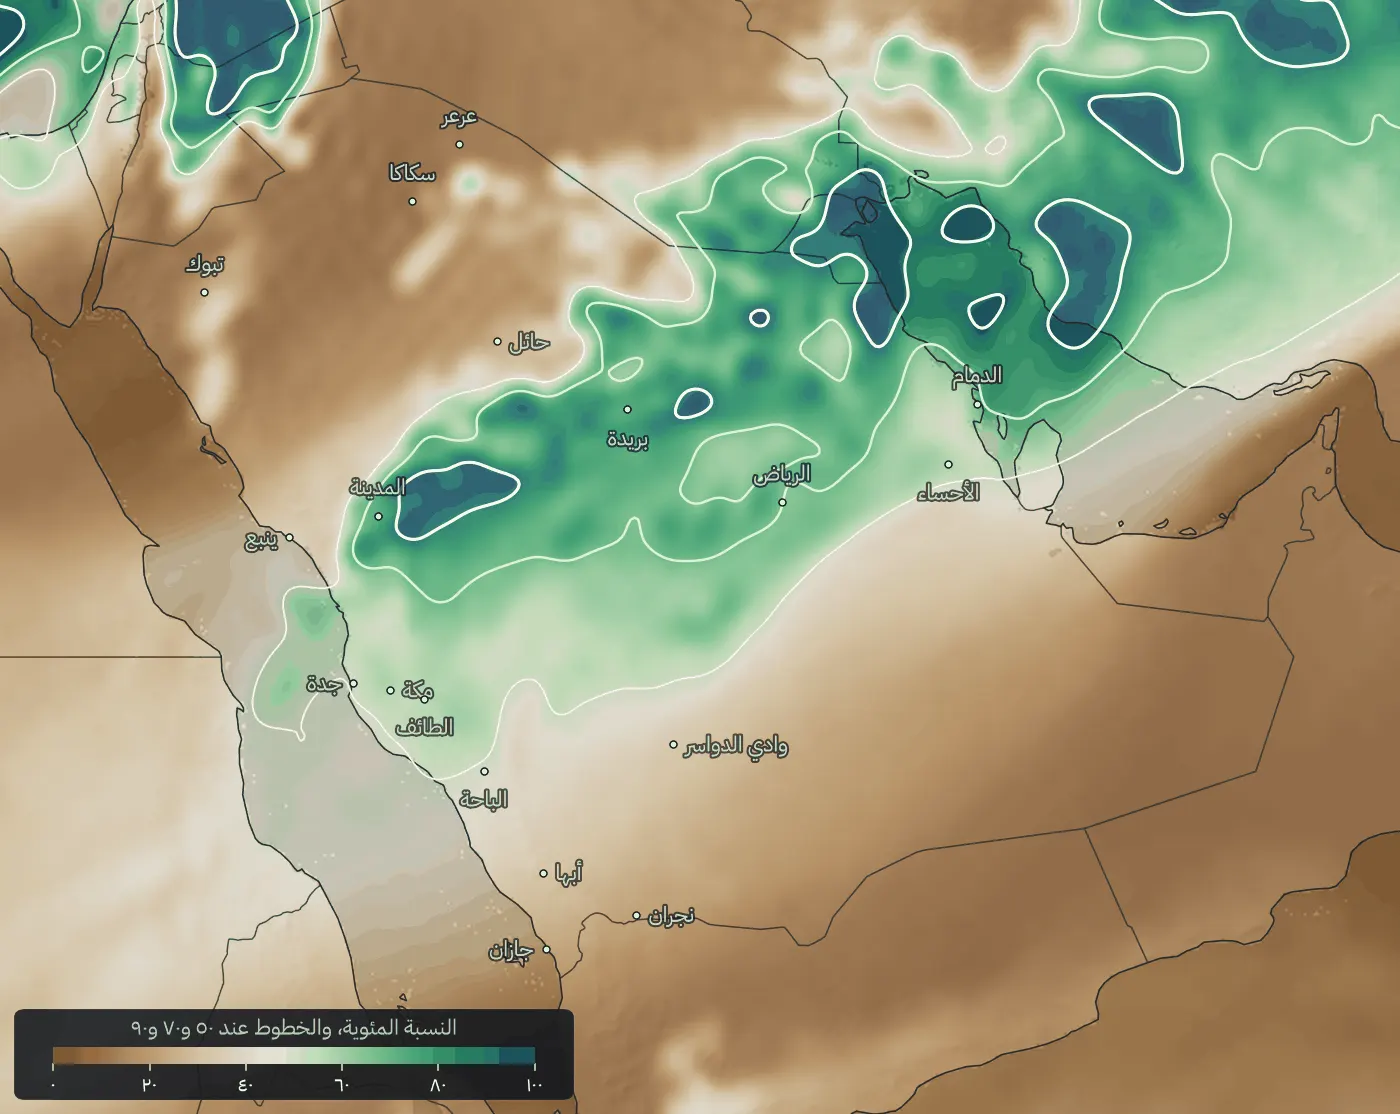 عرعر
سكاكا
تبوك
حائل
الدمام
بريدة
الرياض
المدينة
الأحساء
ينبع
جدة
مكة
الطائف
وادي الدواسر
الباحة
أبها
نجران
جازان
النسبة المئوية، والخطوط عند ٥٠ و٧٠ و٩٠
٠ ٢٠ ٤٠ ٦٠ ٨٠ ١٠٠